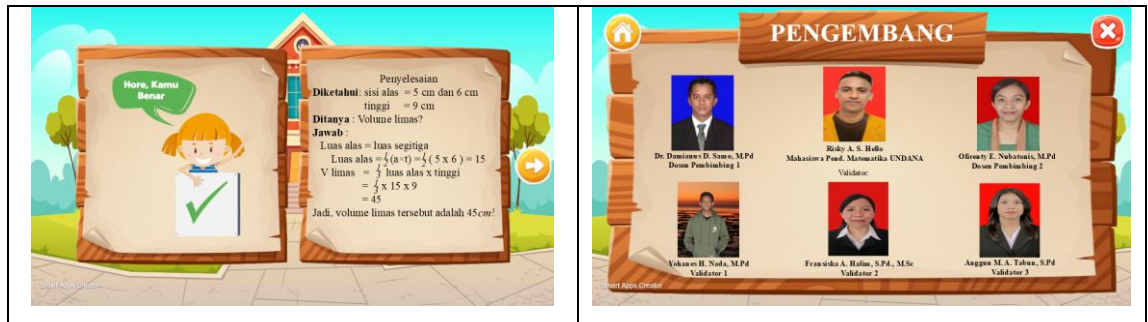 Hore, Kamu
Benar
Penyelesaian
Diketahui: sisi alas = 5 cm dan 6 cm
tinggi = 9 cm
Ditanya : Volume limas?
Jawab :
Luas alas = luas segitiga
Luas alas = 1/2 (a×t) = 1/2 ( 5 x 6 ) = 15
V limas = 1/3 luas alas x tinggi
= 1/3 x 15 x 9
= 45
Jadi, volume limas tersebut adalah 45cm³
Smart Apps Creator
PENGEMBANG
Dr. Damianus D. Samo, M.Pd
Dosen Pembimbing 1
Risky A. S. Hello
Mahasiswa Pend. Matematika UNDANA
Validator:
Ofirenty E. Nubatonis, M.Pd
Dosen Pembimbing 2
Yohanes H. Nada, M.Pd
Validator 1
Fransiska A. Halim, S.Pd., M.Sc
Validator 2
Anggun M. A. Tabun, S.Pd
Validator 3
Smart Apps Creator